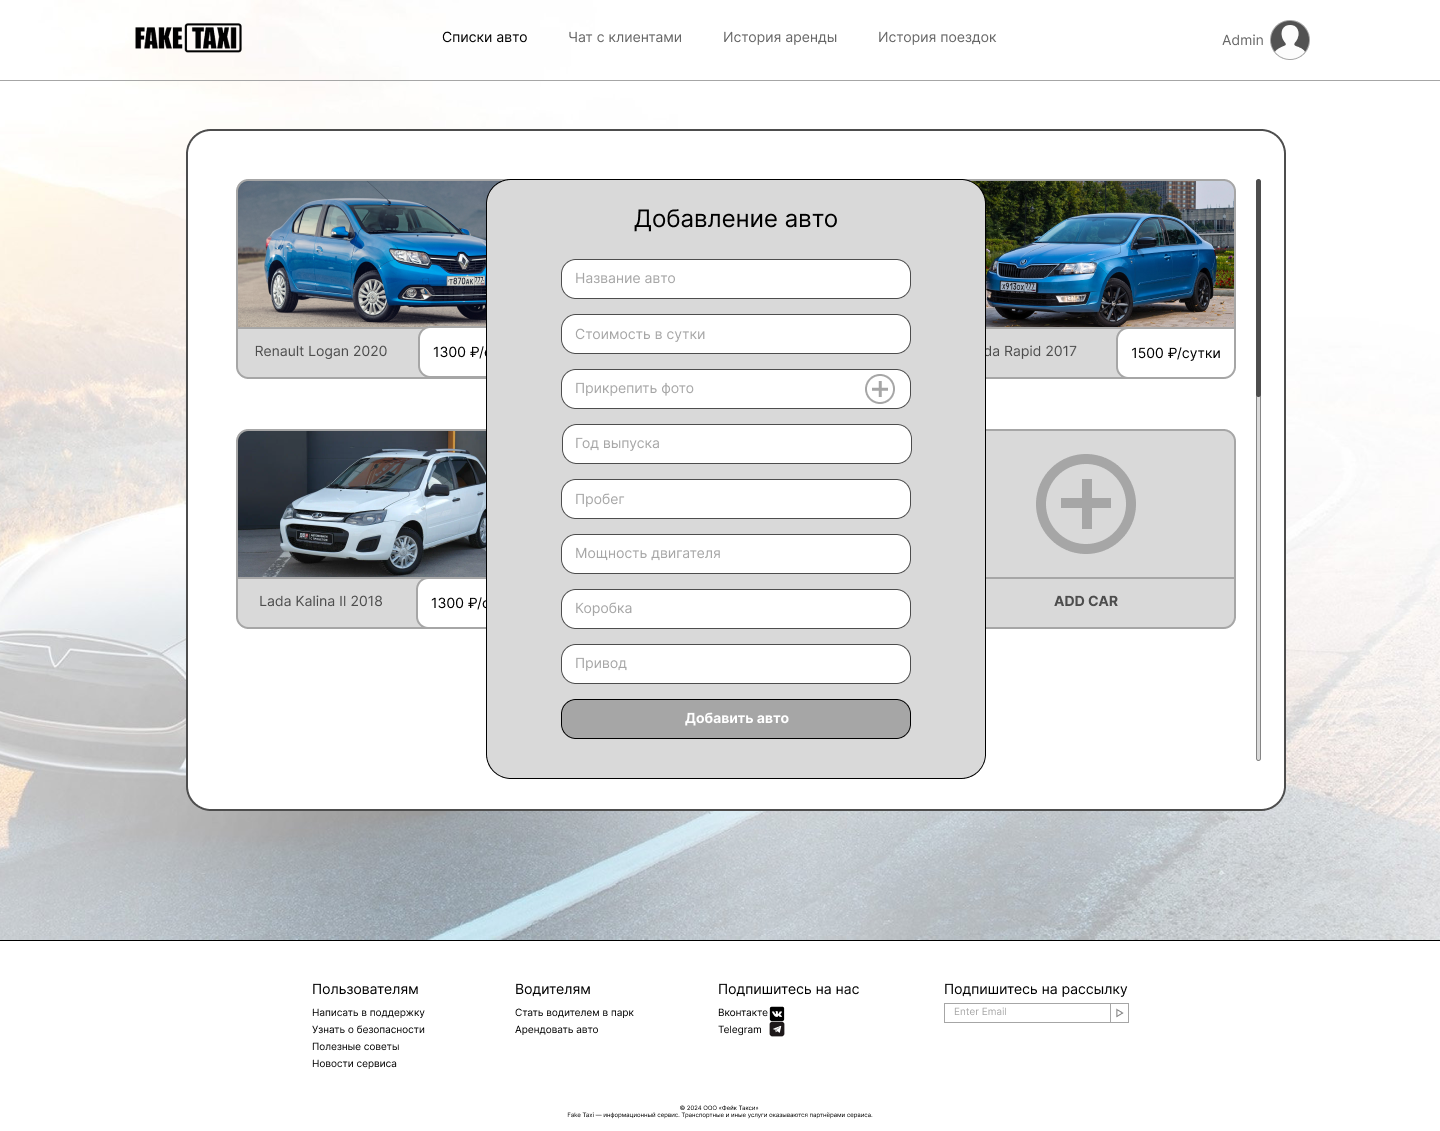 FAKE TAXI
Списки авто
Чат с клиентами
История аренды
История поездок
Admin
Добавление авто
Название авто
Стоимость в сутки
Прикрепить фото
Год выпуска
Пробег
Мощность двигателя
Коробка
Привод
Добавить авто
Renault Logan 2020
1300 ₽/
da Rapid 2017
1500 ₽/сутки
Lada Kalina II 2018
1300 ₽/
ADD CAR
Пользователям
Написать в поддержку
Узнать о безопасности
Полезные советы
Новости сервиса
Водителям
Стать водителем в парк
Арендовать авто
Подпишитесь на нас
Вконтакте
Telegram
Подпишитесь на рассылку
Enter Email
© 2024 ООО «Фейк Такси»
Fake Taxi — информационный сервис. Транспортные и иные услуги оказываются партнёрами сервиса.